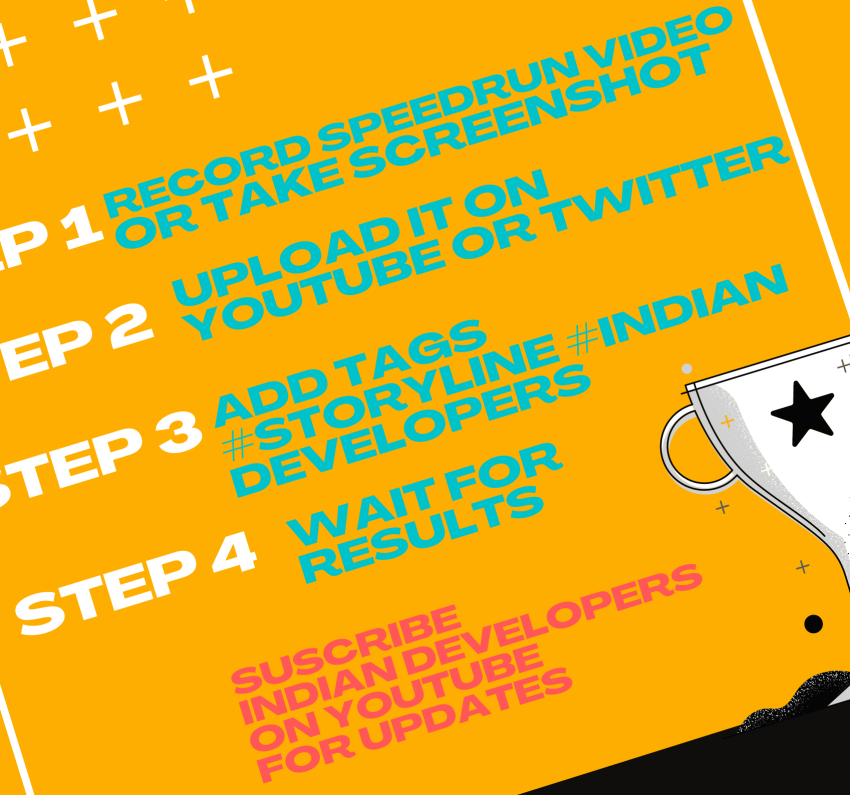 EP 1
RECORD SPEEDRUN VIDEO
OR TAKE SCREENSHOT
EP 2
UPLOAD IT ON
YOUTUBE OR TWITTER
STEP 3
ADD TAGS
#STORYLINE #INDIAN
DEVELOPERS
STEP 4
WAIT FOR
RESULTS
SUSCRIBE
INDIAN DEVELOPERS
ON YOUTUBE
FOR UPDATES